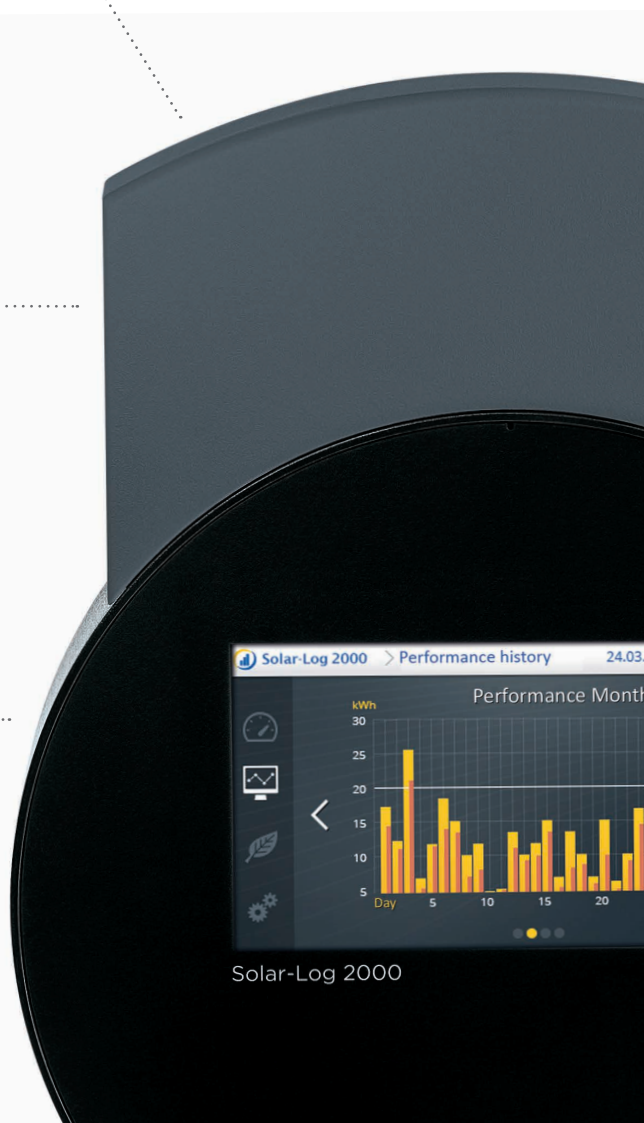 Solar-Log 2000
Performance history
24.03.
Performance Month
kWh
30
25
20
15
10
5
Day 5 10 15 20
Solar-Log 2000